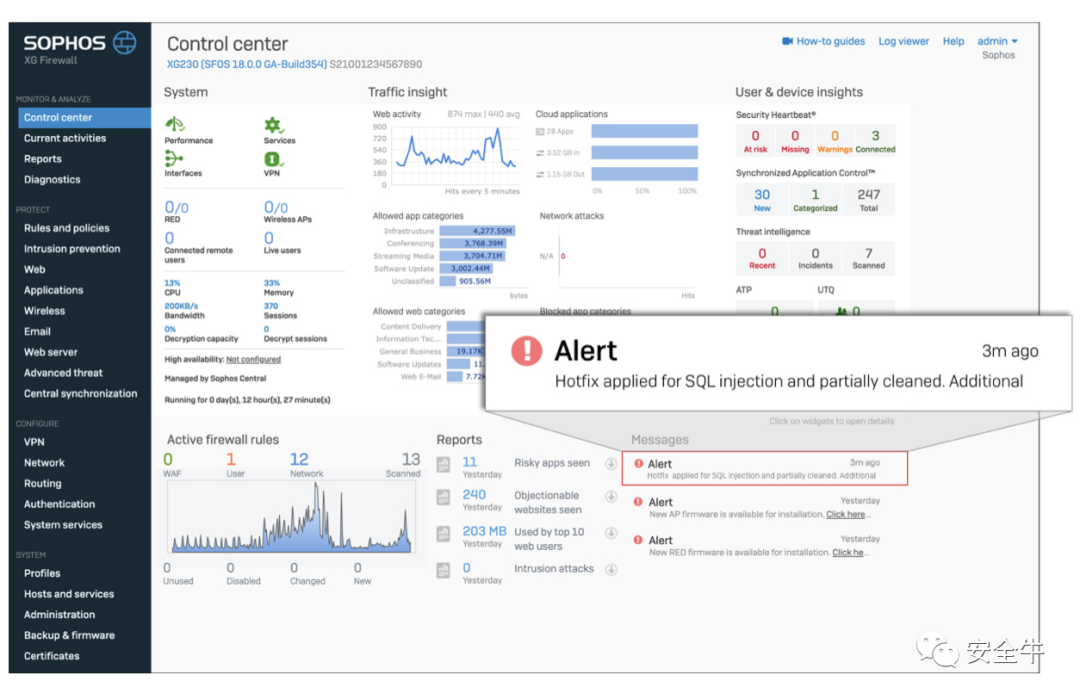 SOPHOS
XG Firewall
MONITOR & ANALYZE
Control center
Current activities
Reports
Diagnostics
PROTECT
Rules and policies
Intrusion prevention
Web
Applications
Wireless
Email
Web server
Advanced threat
Central synchronization
CONFIGURE
VPN
Network
Routing
Authentication
System services
SYSTEM
Profiles
Hosts and services
Administration
Backup & firmware
Certificates
Control center
XG230 (SFOS 18.0.0 GA-Build354) S21001234567890
How-to guides Log viewer Help admin
Sophos
System
Performance Services
Interfaces VPN
0/0 0/0
RED Wireless APs
0 0
Connected remote users Live users
13% 33%
CPU Memory
200KB/s 370
Bandwidth Sessions
0% 0
Decryption capacity Decrypt sessions
High availability: Not configured
Managed by Sophos Central
Running for 0 day(s), 12 hour(s), 27 minute(s)
Traffic insight
Web activity 874 max | 440 avg
900
720
540
360
180
0
Hits every 5 minutes
Cloud applications
28 Apps
3.52 GB In
1.15 GB Out
0% 50% 100%
Allowed app categories
Infrastructure 4,277.55M
Conferencing 3,768.39M
Streaming Media 3,704.71M
Software Update 3,002.44M
Unclassified 905.56M
bytes
Network attacks
N/A 0
Hits
Allowed web categories
Content Delivery
Information Tec...
General Business 19.17K
Software Updates 11.
Web E-Mail 7.72K
Blocked app categories
User & device insights
Security Heartbeat®
0 0 0 3
At risk Missing Warnings Connected
Synchronized Application Control™
30 1 247
New Categorized Total
Threat intelligence
0 0 7
Recent Incidents Scanned
ATP UTQ
0 0
Alert 3m ago
Hotfix applied for SQL injection and partially cleaned. Additional
Click on widgets to open details
Active firewall rules
0 1 12 13
WAF User Network Scanned
0 0 0 0
Unused Disabled Changed New
Reports
11 Risky apps seen
Yesterday
240 Objectionable websites seen
Yesterday
203 MB Used by top 10 web users
Yesterday
0 Intrusion attacks
Yesterday
Messages
Alert 3m ago
Hotfix applied for SQL injection and partially cleaned. Additional
Alert Yesterday
New AP firmware is available for installation. Click here...
Alert Yesterday
New RED firmware is available for installation. Click he...
安全牛